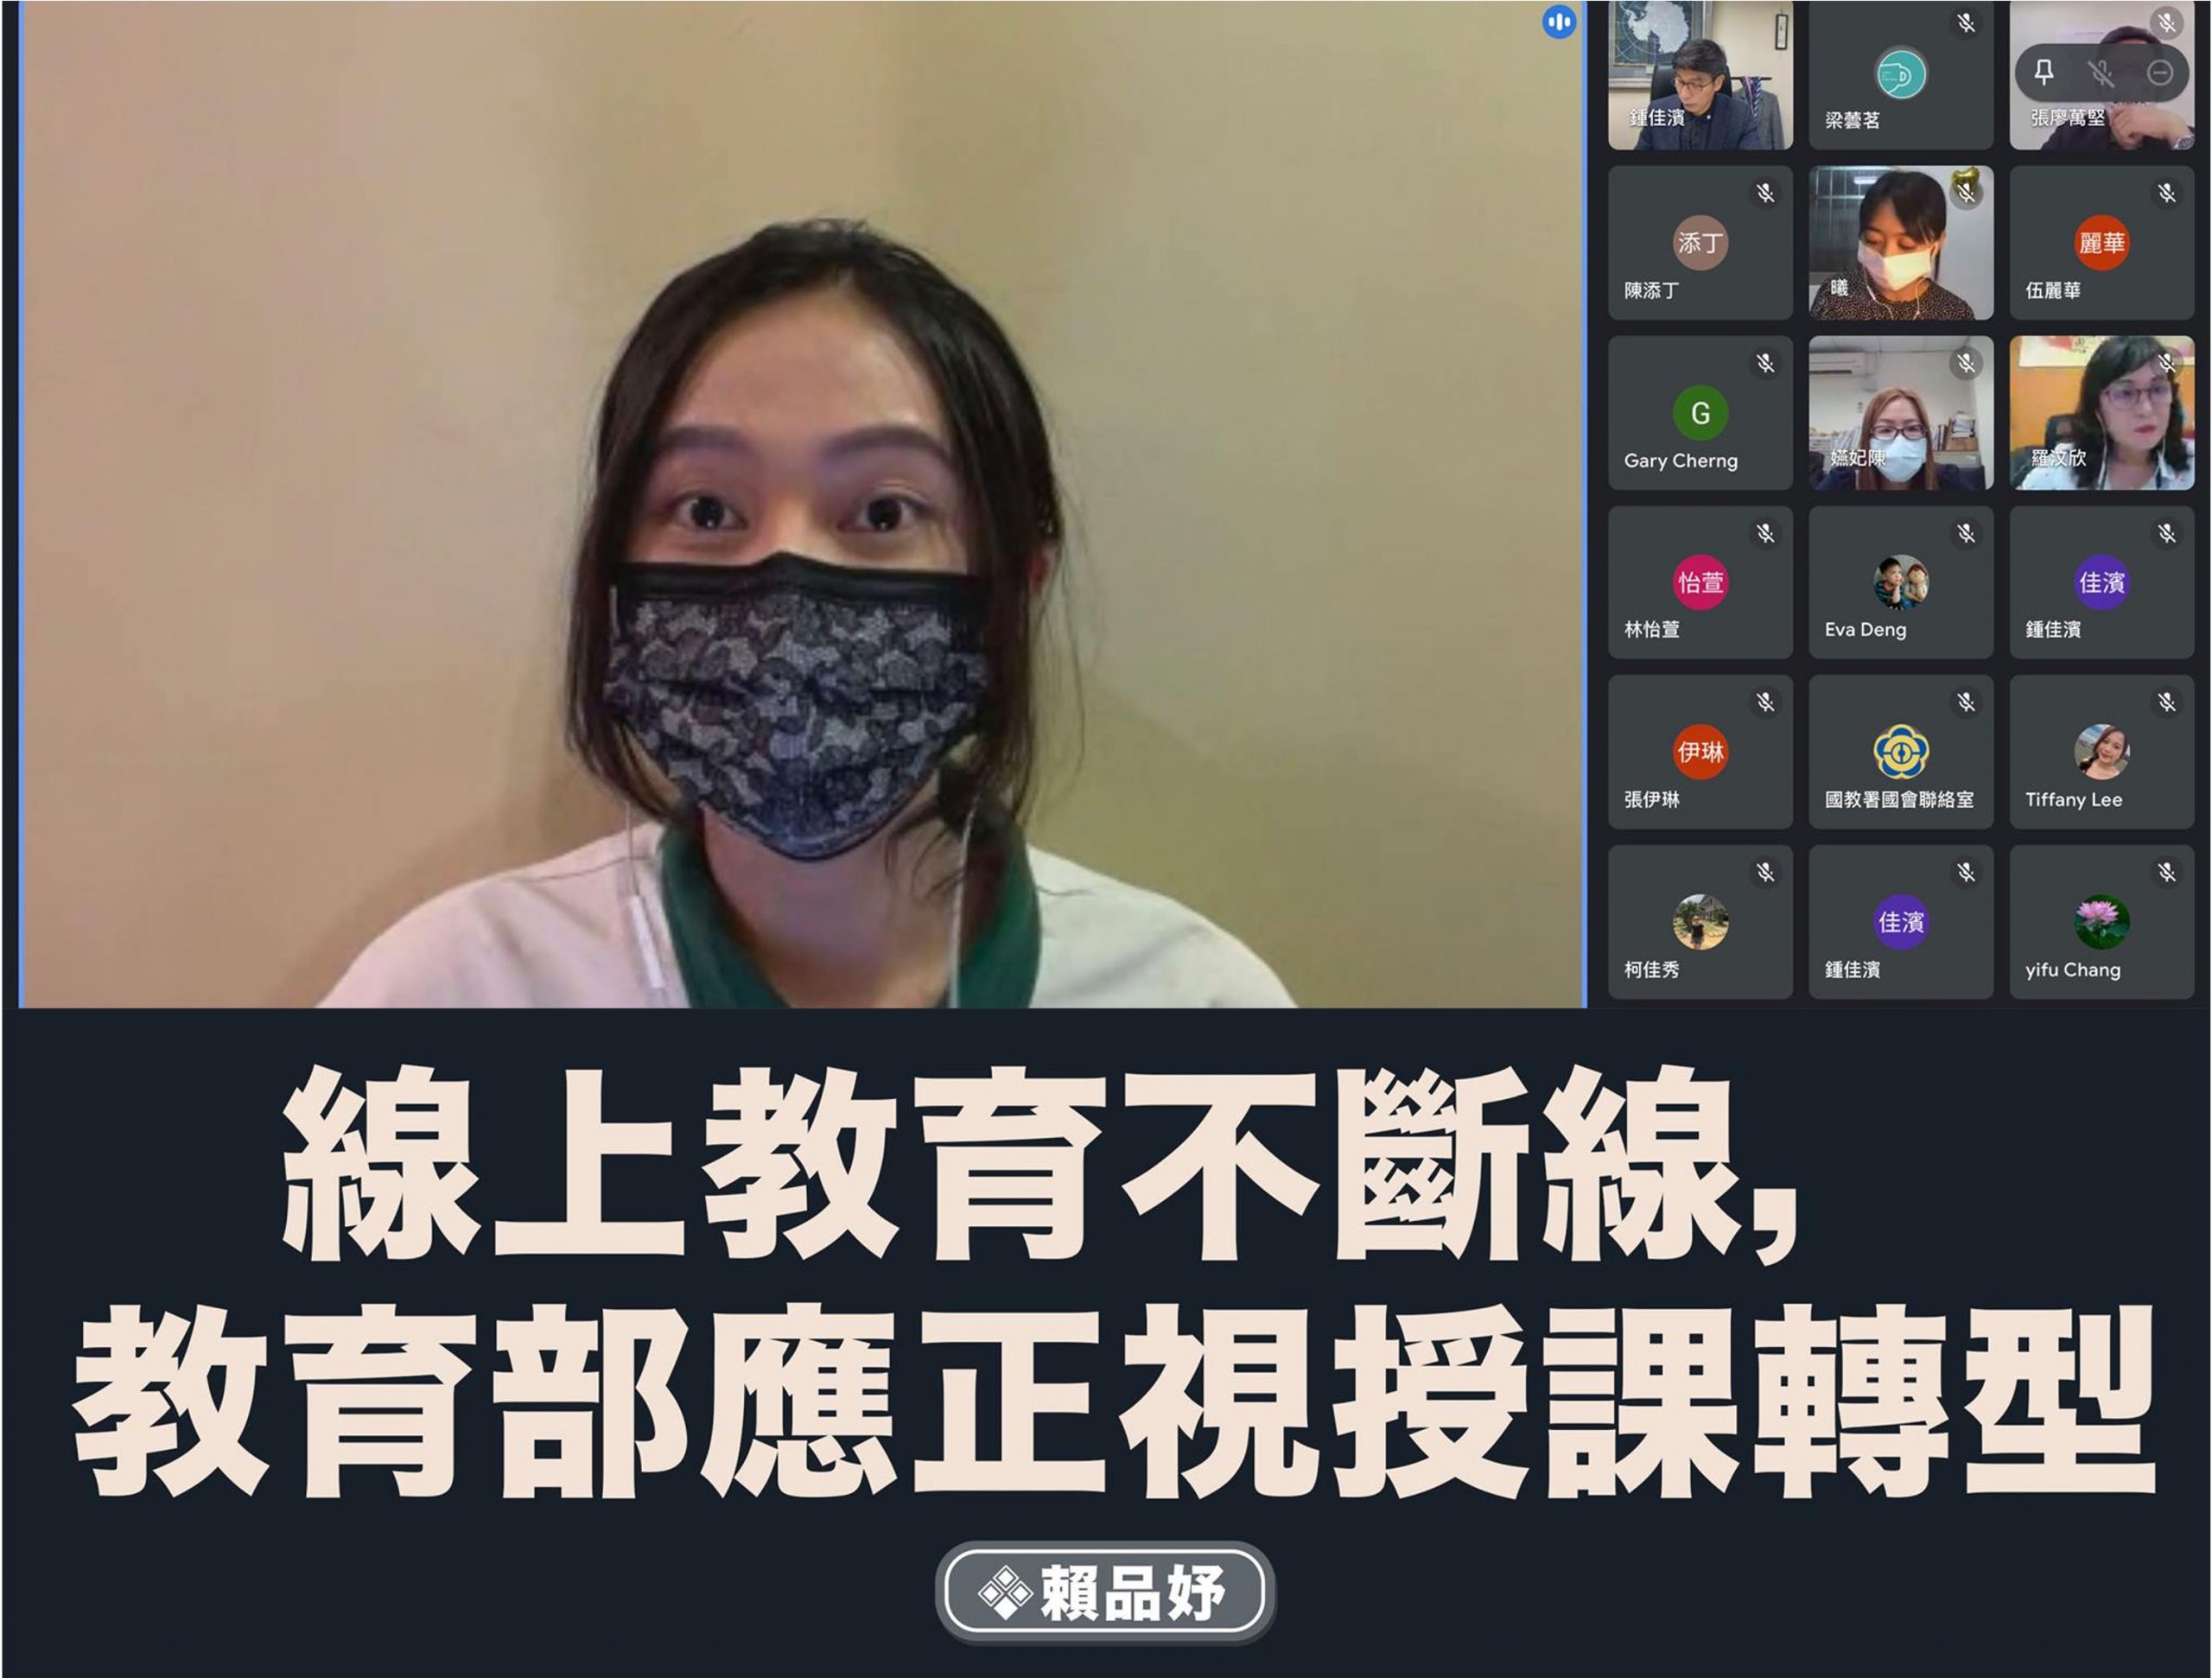 鍾佳濱
梁蕓茗
張廖萬堅
添丁
陳添丁
曦
麗華
伍麗華
G
Gary Cherng
嬿妃陳
羅汶欣
怡萱
林怡萱
Eva Deng
佳濱
鍾佳濱
伊琳
張伊琳
國教署國會聯絡室
Tiffany Lee
柯佳秀
佳濱
鍾佳濱
yifu Chang
線上教育不斷線,
教育部應正視授課轉型
賴品妤